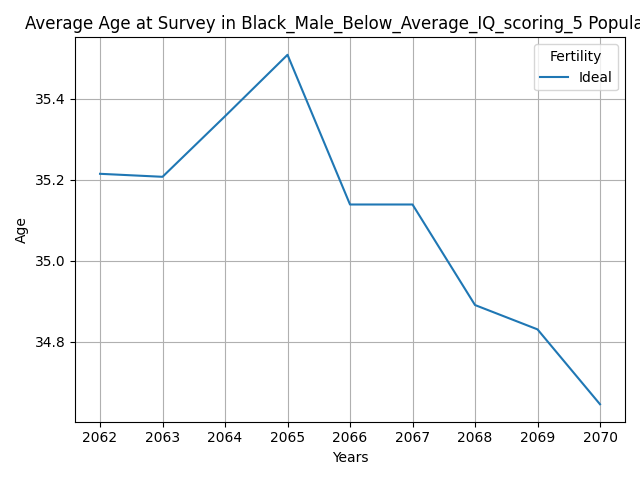 Average Age at Survey in Black_Male_Below_Average_IQ_scoring_5 Popula
Fertility
Ideal
35.4
35.2
35.0
34.8
Age
2062 2063 2064 2065 2066 2067 2068 2069 2070
Years